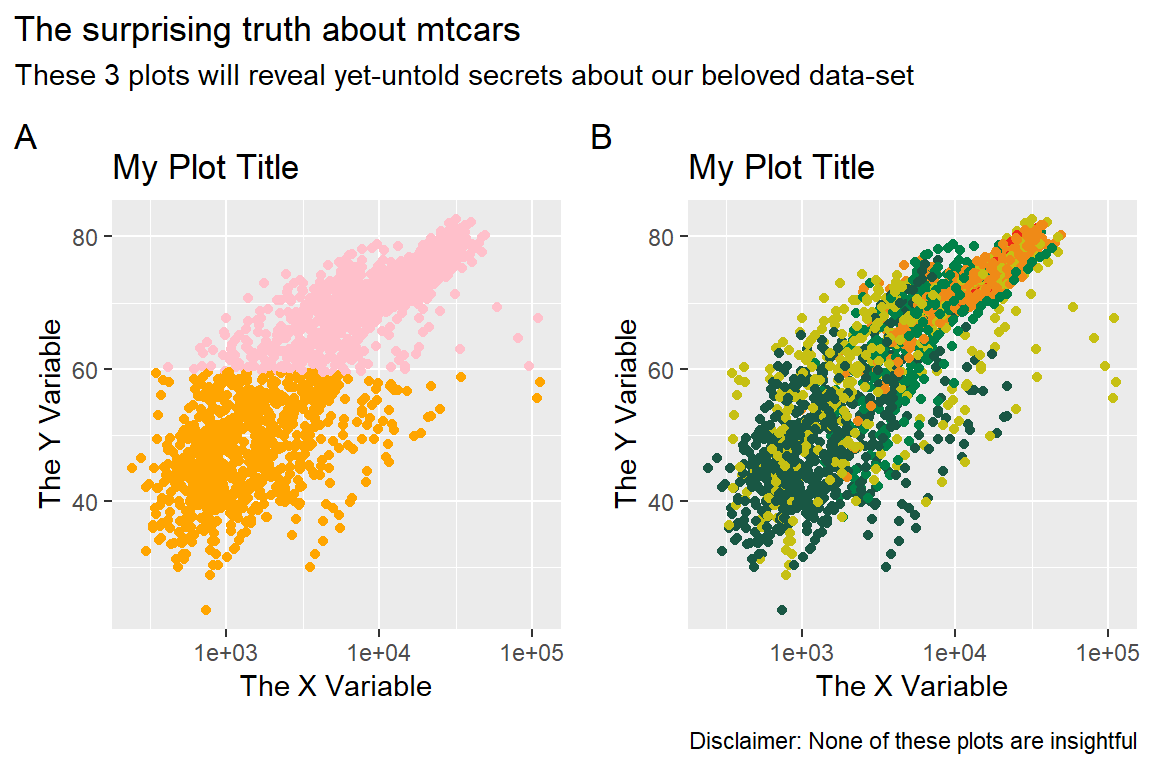 The surprising truth about mtcars
These 3 plots will reveal yet-untold secrets about our beloved data-set
A
My Plot Title
The Y Variable
80
60
40
1e+03 1e+04 1e+05
The X Variable
B
My Plot Title
The Y Variable
80
60
40
1e+03 1e+04 1e+05
The X Variable
Disclaimer: None of these plots are insightful